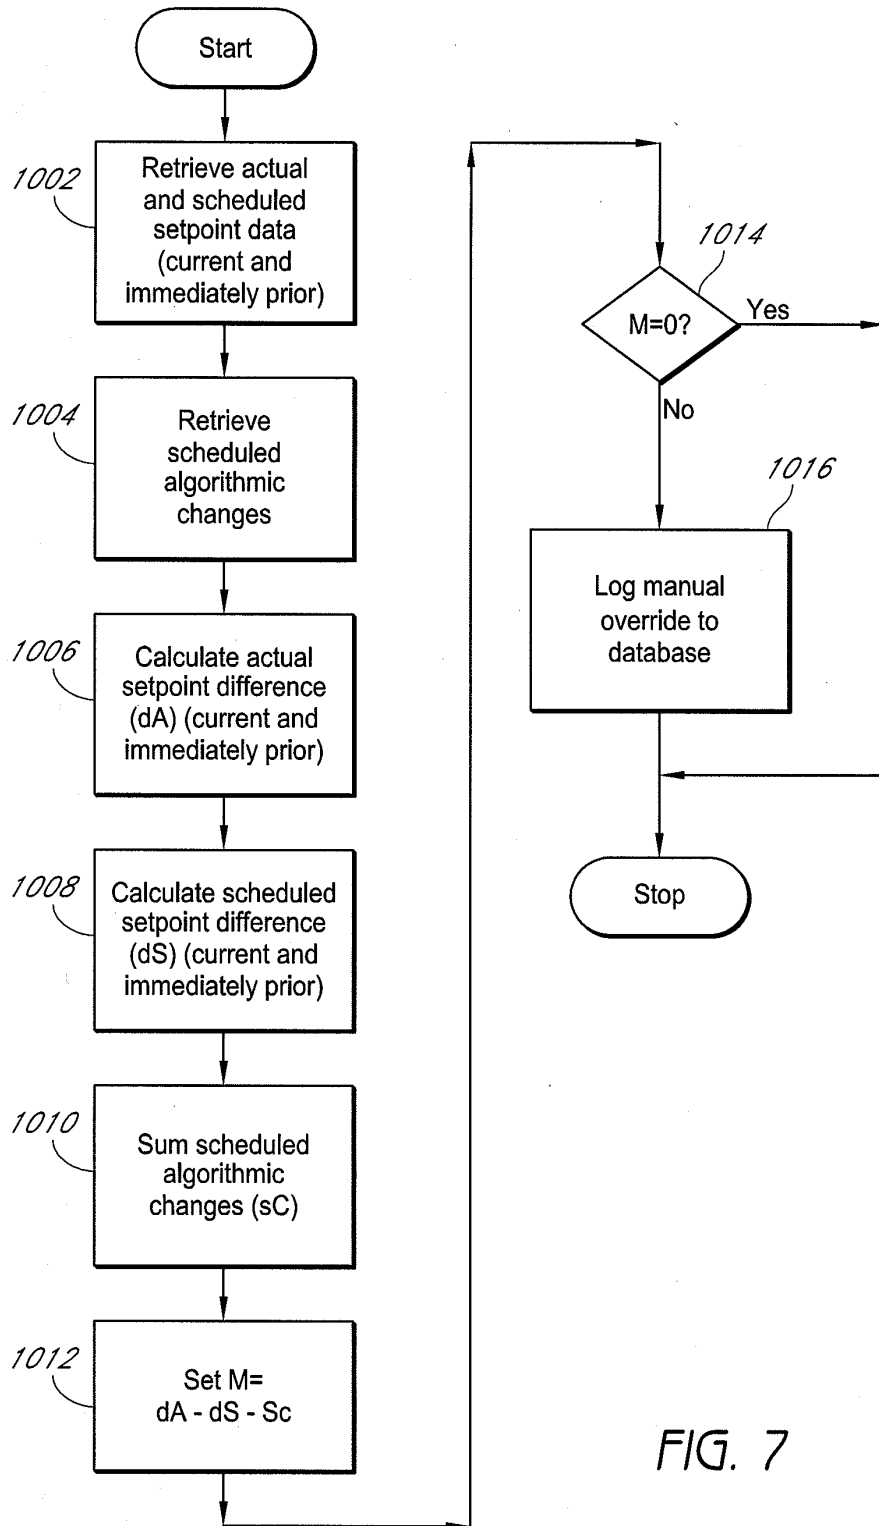 Start
1002
Retrieve actual
and scheduled
setpoint data
(current and
immediately prior)
1004
Retrieve
scheduled
algorithmic
changes
1006
Calculate actual
setpoint difference
(dA) (current and
immediately prior)
1008
Calculate scheduled
setpoint difference
(dS) (current and
immediately prior)
1010
Sum scheduled
algorithmic
changes (sC)
1012
Set M=
dA - dS - Sc
1014
M=0?
Yes
No
1016
Log manual
override to
database
Stop
FIG. 7